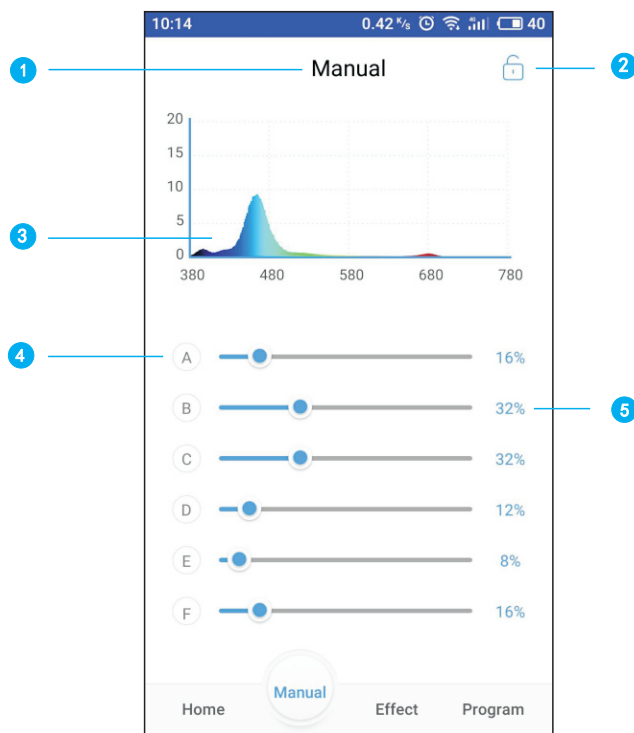 10:14 0.42 K/s 4G 40
1 Manual 2
20
15
10
5
3
0
380 480 580 680 780
4 A 16%
B 32% 5
C 32%
D 12%
E 8%
F 16%
Home Manual Effect Program